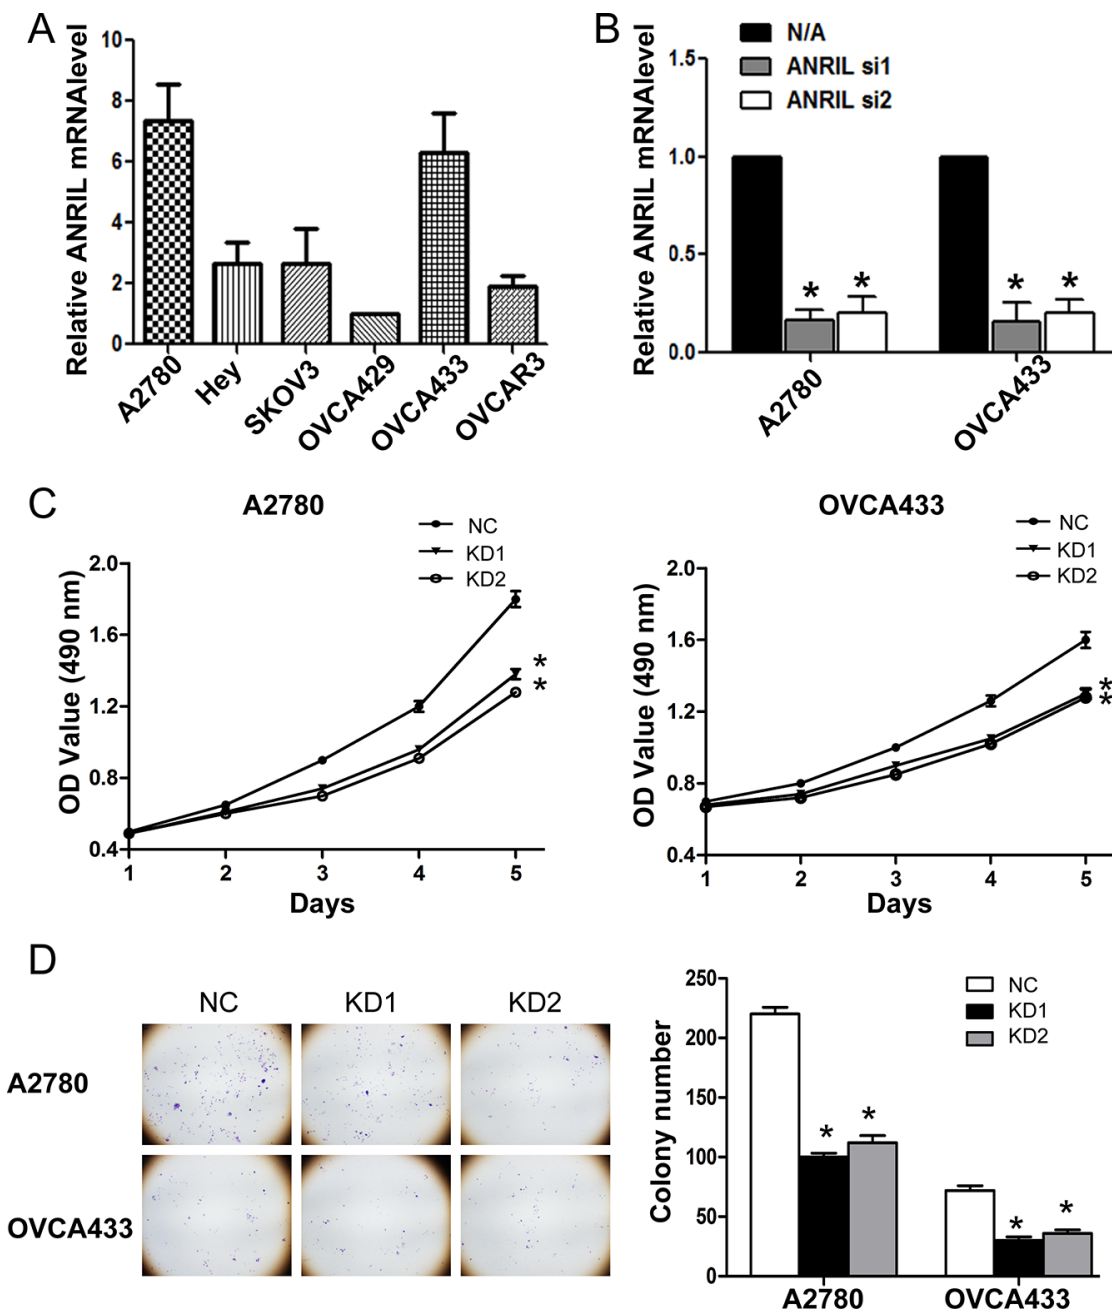 A
Relative ANRIL mRNAlevel
10
8
6
4
2
0
A2780
Hey
SKOV3
OVCA429
OVCA433
OVCAR3
B
N/A
ANRIL si1
ANRIL si2
Relative ANRIL mRNAlevel
1.5
1.0
0.5
0.0
*
*
*
*
A2780
OVCA433
C
A2780
NC
KD1
KD2
OD Value (490 nm)
2.0
1.6
1.2
0.8
0.4
*
*
1
2
3
4
5
Days
OVCA433
NC
KD1
KD2
OD Value (490 nm)
2.0
1.6
1.2
0.8
0.4
*
*
1
2
3
4
5
Days
D
NC
KD1
KD2
A2780
OVCA433
Colony number
250
200
150
100
50
0
NC
KD1
KD2
*
*
*
*
A2780
OVCA433